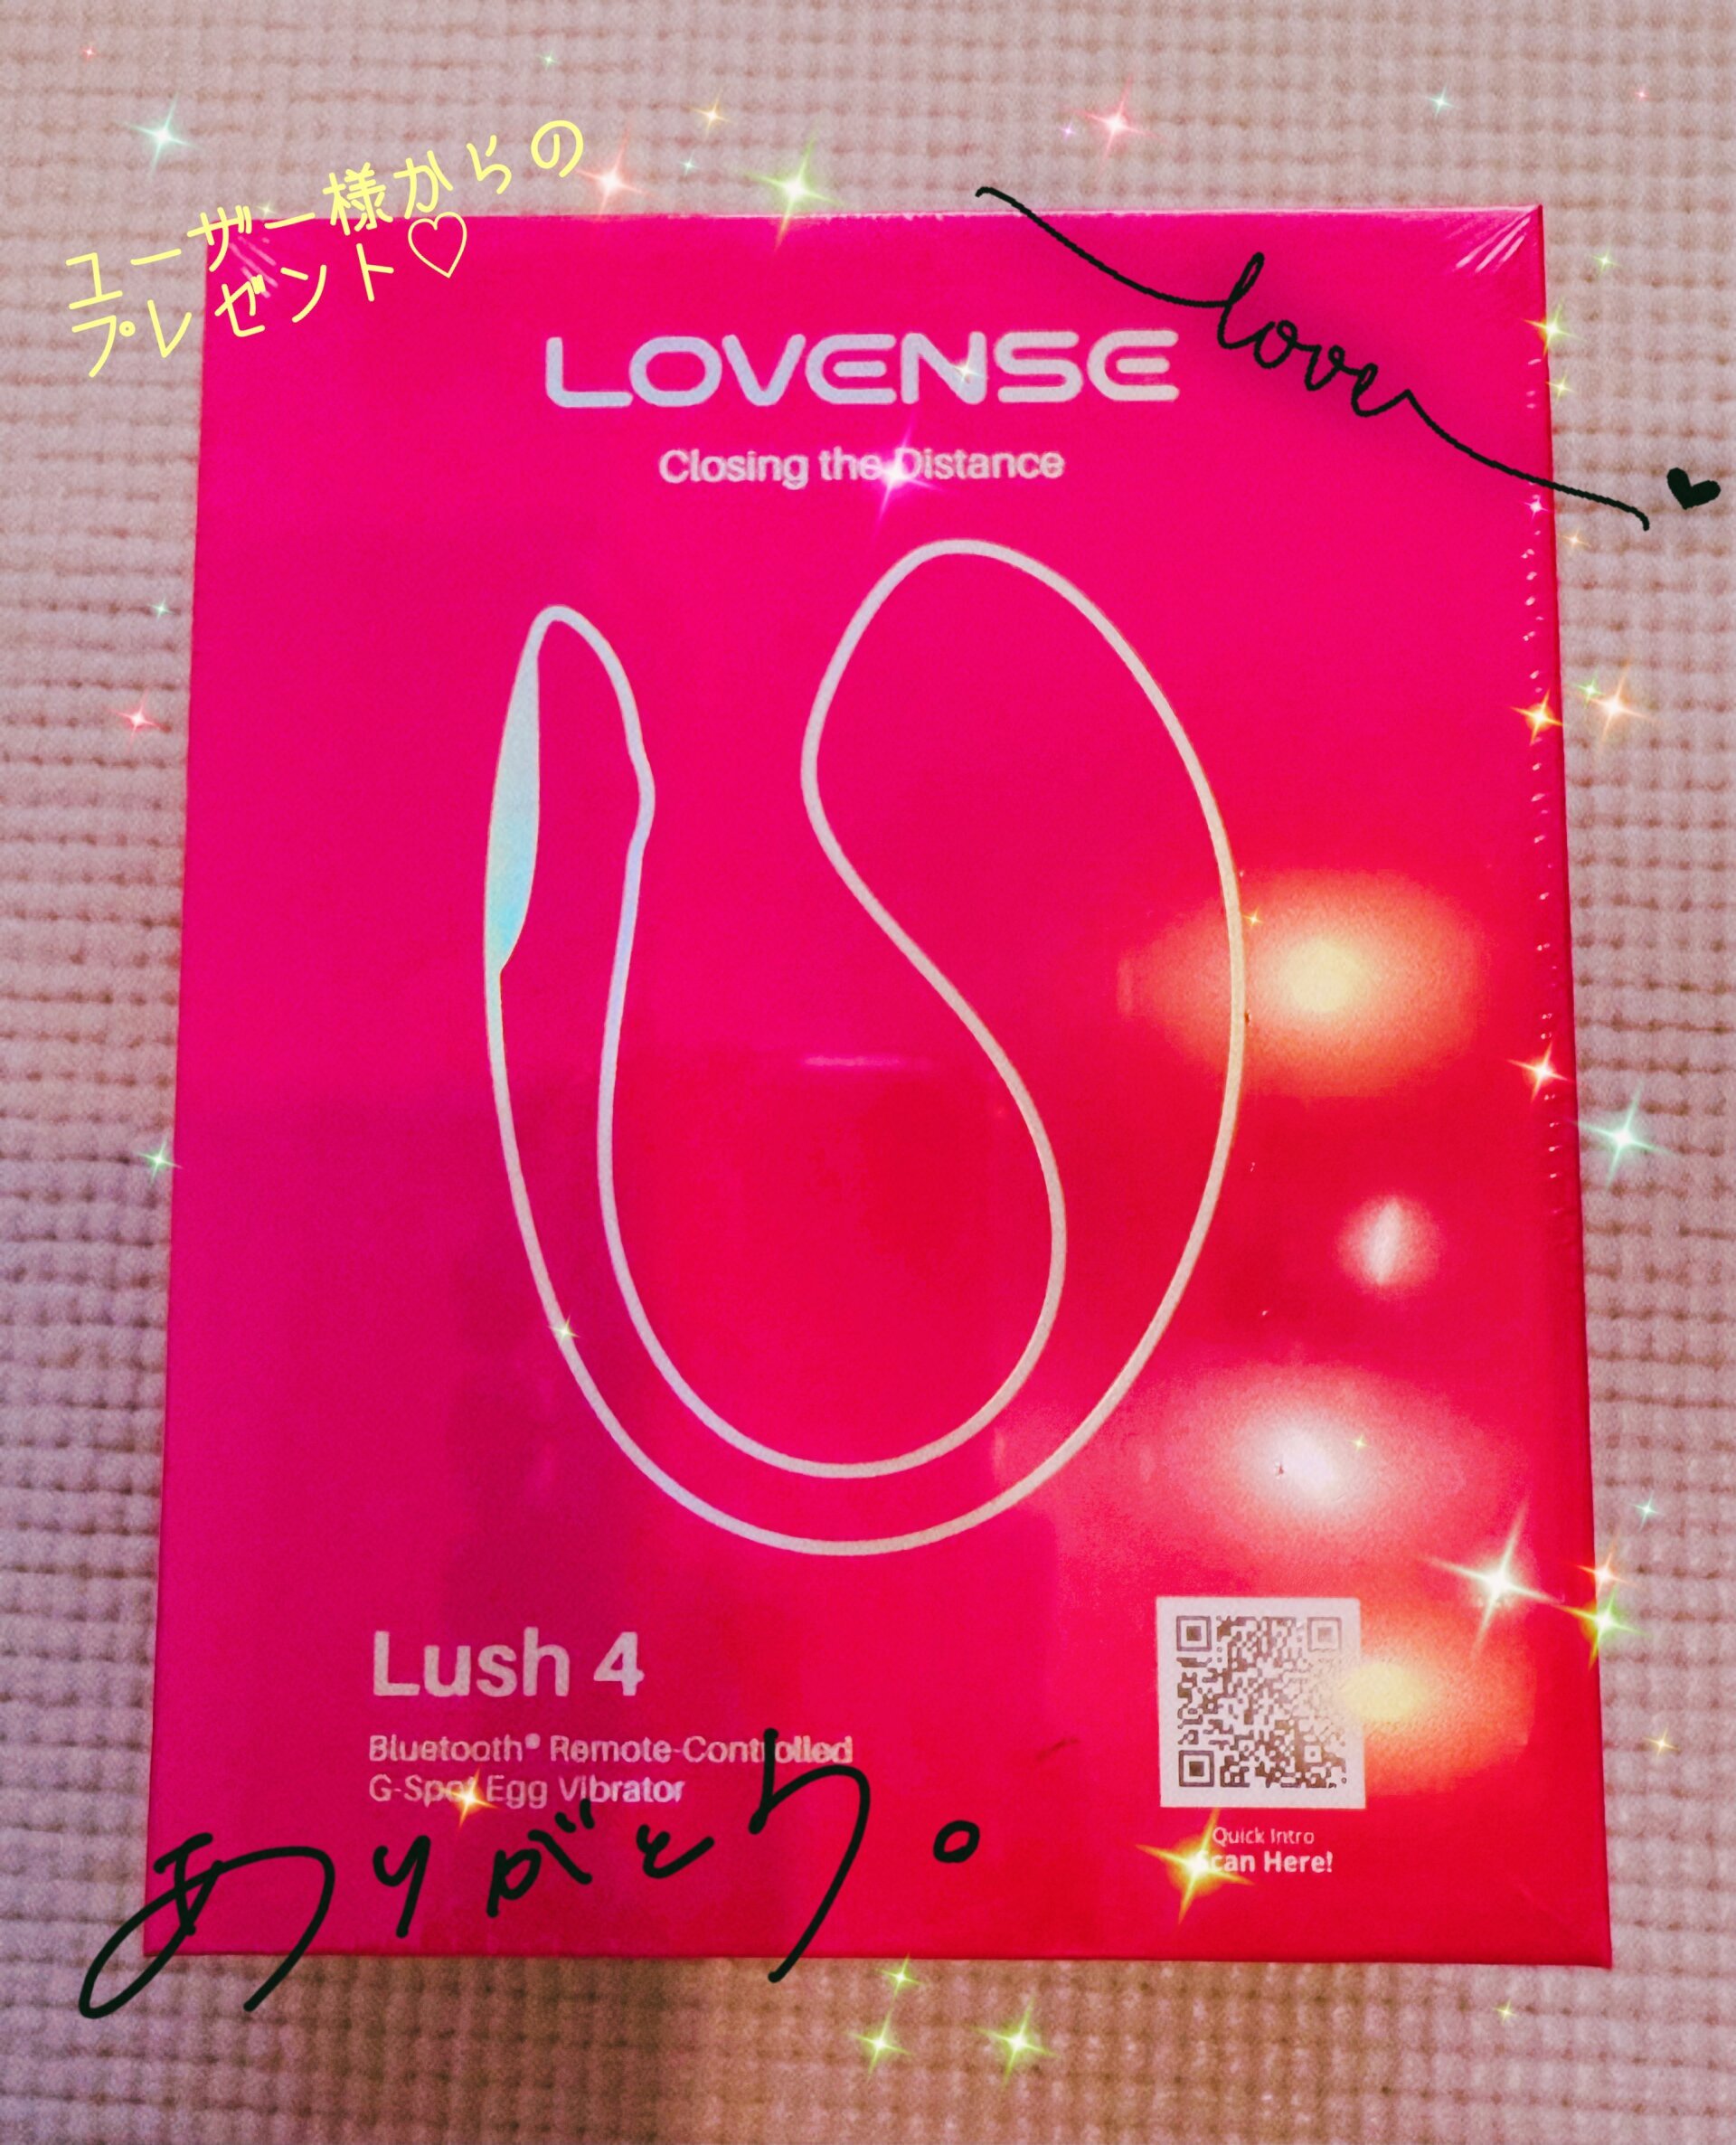 ユーザー様からの
プレゼント♡
love
LOVENSE
Closing the Distance
Lush 4
Bluetooth® Remote-Controlled
G-Spot Egg Vibrator
Quick Intro
Scan Here!
ありがとう。